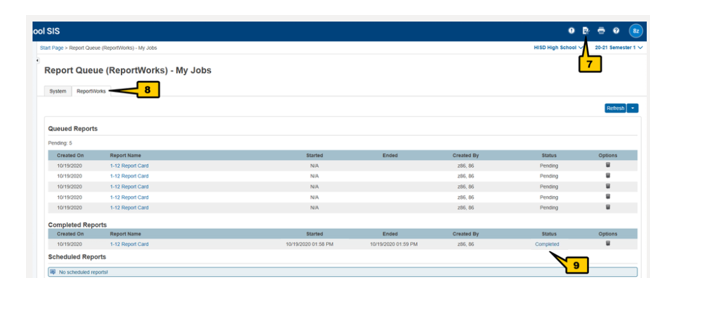 ool SIS
Start Page > Report Queue (ReportWorks) - My Jobs HISD High School 20-21 Semester 1
7
Report Queue (ReportWorks) - My Jobs
System ReportWorks 8
Refresh
Queued Reports
Pending: 5
Created On Report Name Started Ended Created By Status Options
10/19/2020 1-12 Report Card N/A z86, 86 Pending
10/19/2020 1-12 Report Card N/A z86, 86 Pending
10/19/2020 1-12 Report Card N/A z86, 86 Pending
10/19/2020 1-12 Report Card N/A z86, 86 Pending
10/19/2020 1-12 Report Card N/A z86, 86 Pending
Completed Reports
Created On Report Name Started Ended Created By Status Options
10/19/2020 1-12 Report Card 10/19/2020 01:58 PM 10/19/2020 01:59 PM z86, 86 Completed
Scheduled Reports
9
No scheduled reports!